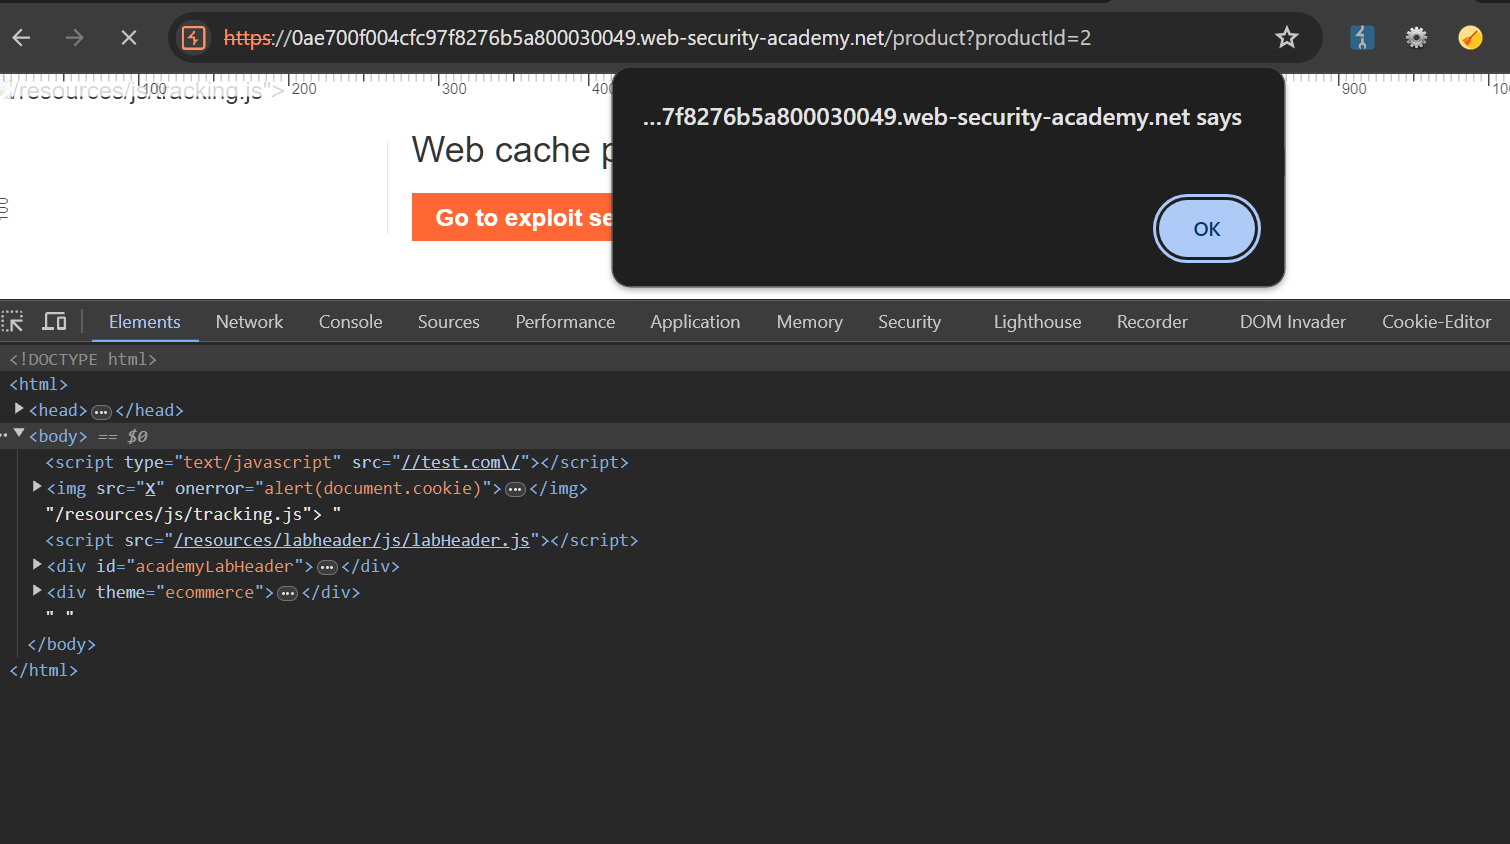 https://0ae700f004cfc97f8276b5a800030049.web-security-academy.net/product?productId=2
/resources/js/tracking.js">
100 200 300 400 900
100
...7f8276b5a800030049.web-security-academy.net says
OK
Web cache p
Go to exploit se
Elements Network Console Sources Performance Application Memory Security Lighthouse Recorder DOM Invader Cookie-Editor
<!DOCTYPE html>
<html>
<head>…</head>
<body> == $0
<script type="text/javascript" src="//test.com\/"></script>
<img src="X" onerror="alert(document.cookie)">…</img>
"/resources/js/tracking.js"> "
<script src="/resources/labheader/js/labHeader.js"></script>
<div id="academyLabHeader">…</div>
<div theme="ecommerce">…</div>
" "
</body>
</html>